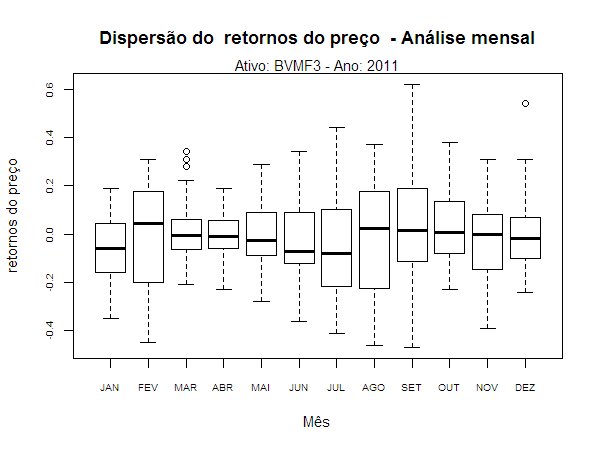 Dispersão do  retornos do preço  - Análise mensal
Ativo: BVMF3 - Ano: 2011
retornos do preço
0.6
0.4
0.2
0.0
-0.2
-0.4
JAN FEV MAR ABR MAI JUN JUL AGO SET OUT NOV DEZ
Mês